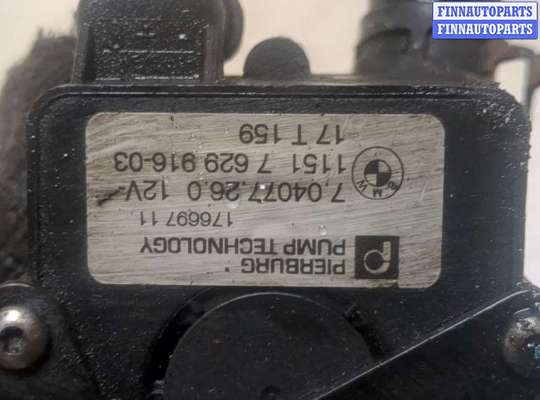 FINNAUTOPARTS
FINNAUTOPARTS
PIERBURG
PUMP TECHNOLOGY
176697 11
7.04077.26.0 12V
BMW
1151 7 629 916-03
17 T 159